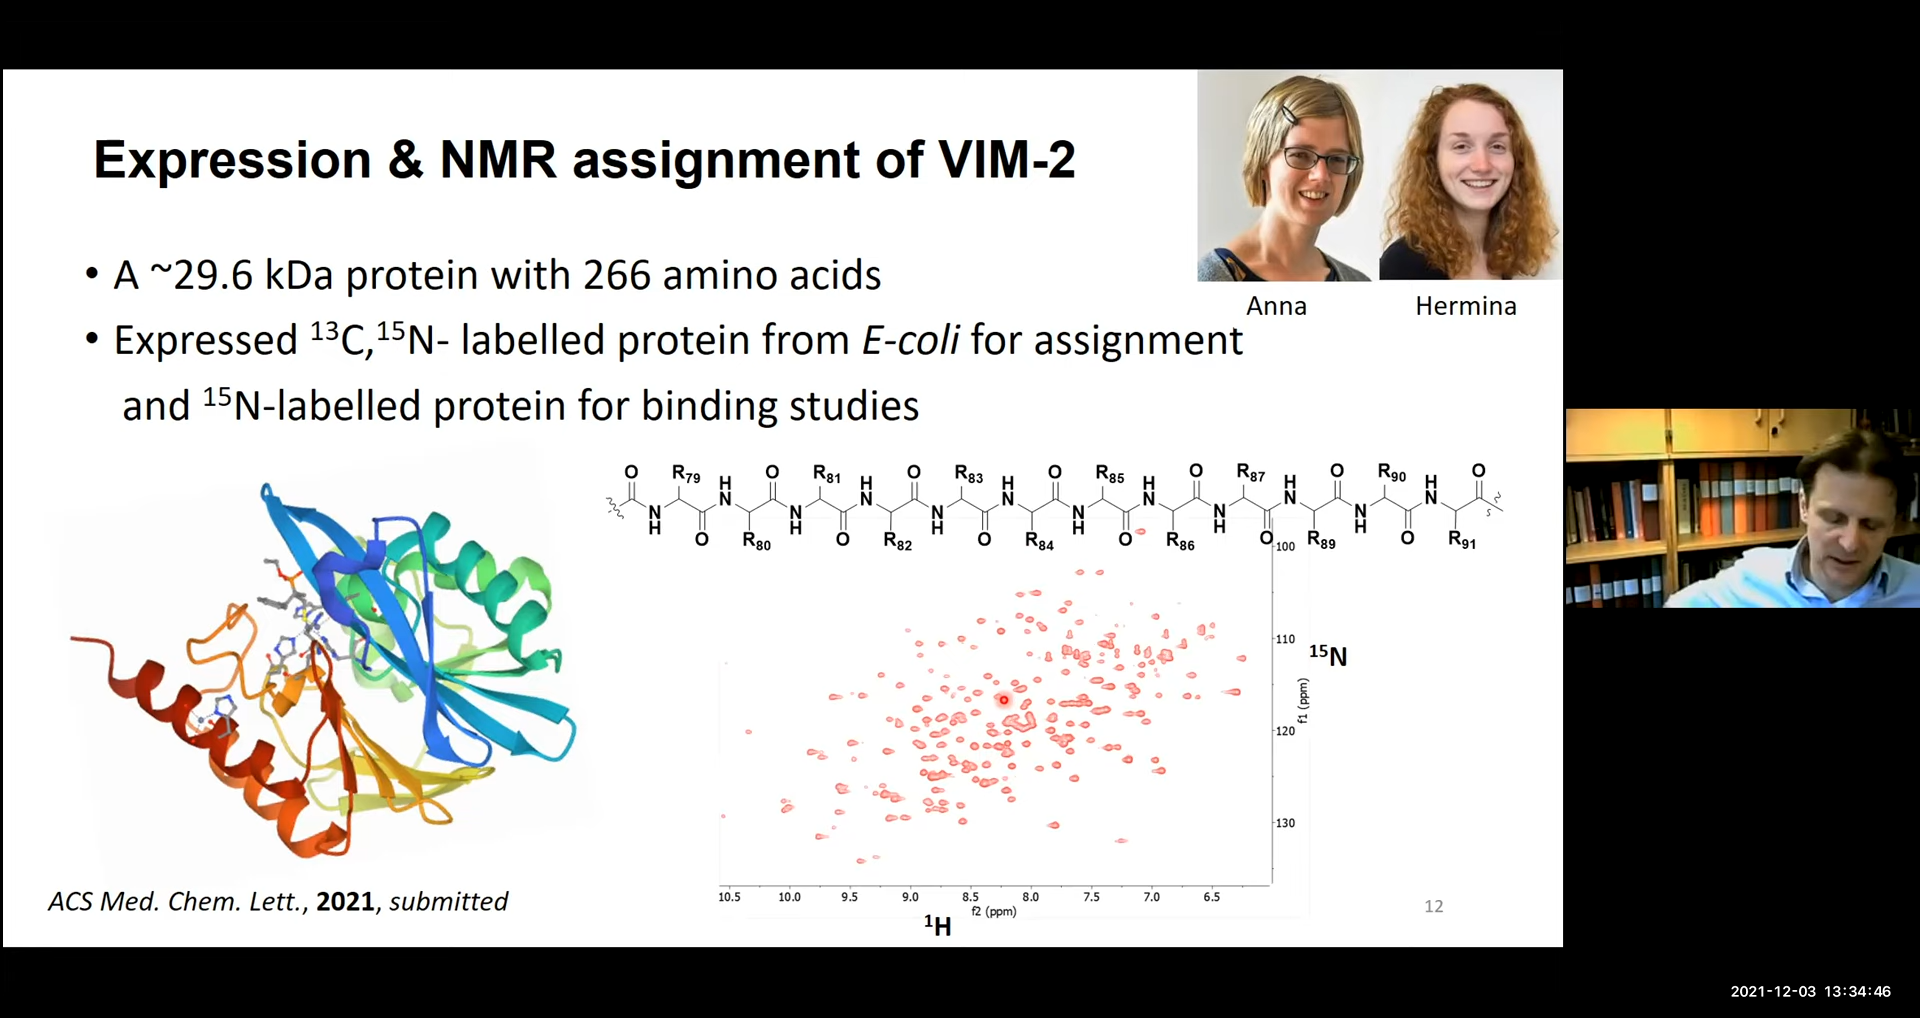 Expression & NMR assignment of VIM-2
Anna
Hermina
• A ~29.6 kDa protein with 266 amino acids
• Expressed ¹³C,¹⁵N- labelled protein from E-coli for assignment
and ¹⁵N-labelled protein for binding studies
O R₇₉ H N O R₈₁ H N O R₈₃ H N O R₈₅ H N O R₈₇ H N O R₉₀ H N O
N H O R₈₀ N H O R₈₂ N H O R₈₄ N H O R₈₆ N H O R₈₉ N H O R₉₁
100
110
¹⁵N
f1 (ppm)
120
130
10.5 10.0 9.5 9.0 8.5 8.0 7.5 7.0 6.5
f2 (ppm)
¹H
ACS Med. Chem. Lett., 2021, submitted
12
2021-12-03 13:34:46